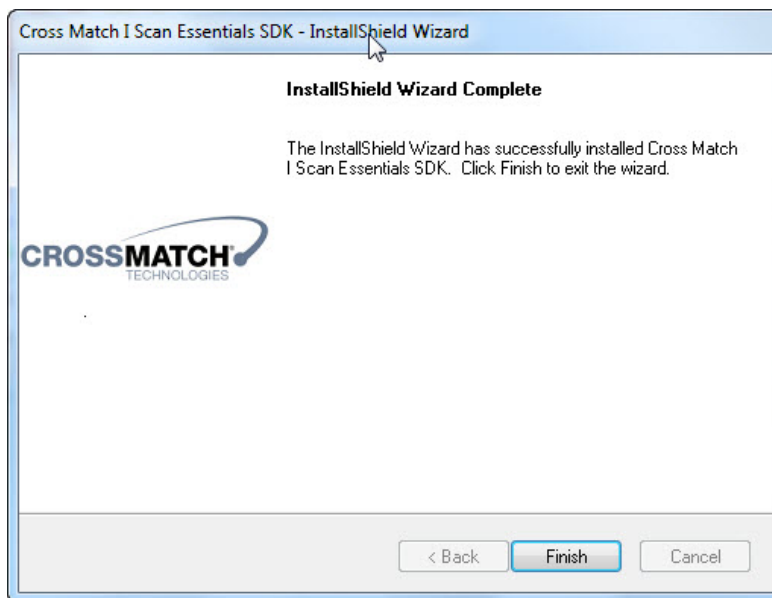 Cross Match I Scan Essentials SDK - InstallShield Wizard
InstallShield Wizard Complete
The InstallShield Wizard has successfully installed Cross Match
I Scan Essentials SDK. Click Finish to exit the wizard.
CROSSMATCH®
TECHNOLOGIES
< Back
Finish
Cancel